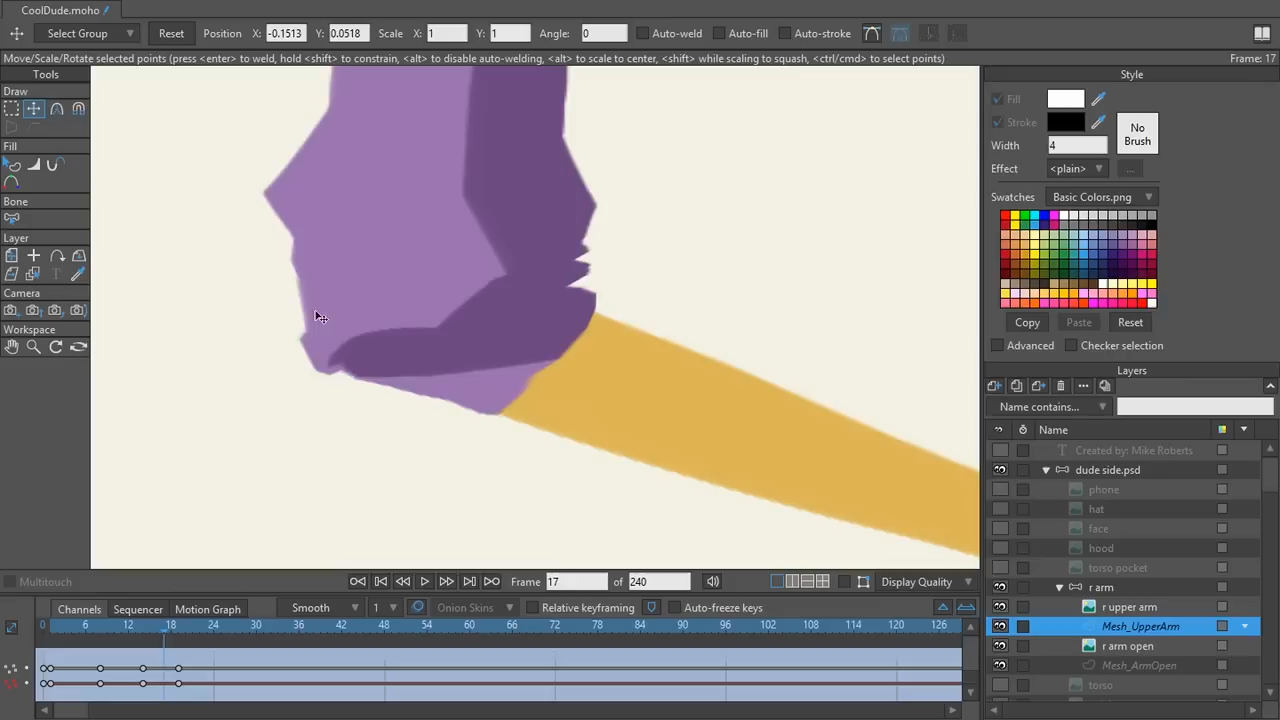 CoolDude.moho
Select Group Reset Position X: -0.1513 Y: 0.0518 Scale X: 1 Y: 1 Angle: 0 Auto-weld Auto-fill Auto-stroke
Move/Scale/Rotate selected points (press <enter> to weld, hold <shift> to constrain, <alt> to disable auto-welding, <alt> to scale to center, <shift> while scaling to squash, <ctrl/cmd> to select points) Frame: 17
Tools
Draw
Fill
Bone
Layer
Camera
Workspace
Style
Fill
Stroke
No Brush
Width 4
Effect <plain> ...
Swatches Basic Colors.png
Copy Paste Reset
Advanced Checker selection
Layers
Name contains...
Name
T Created by: Mike Roberts
dude side.psd
phone
hat
face
hood
torso pocket
r arm
r upper arm
Mesh_UpperArm
r arm open
Mesh_ArmOpen
torso
Multitouch Frame 17 of 240 Display Quality
Channels Sequencer Motion Graph Smooth 1 Onion Skins Relative keyframing Auto-freeze keys
0 6 12 18 24 30 36 42 48 54 60 66 72 78 84 90 96 102 108 114 120 126